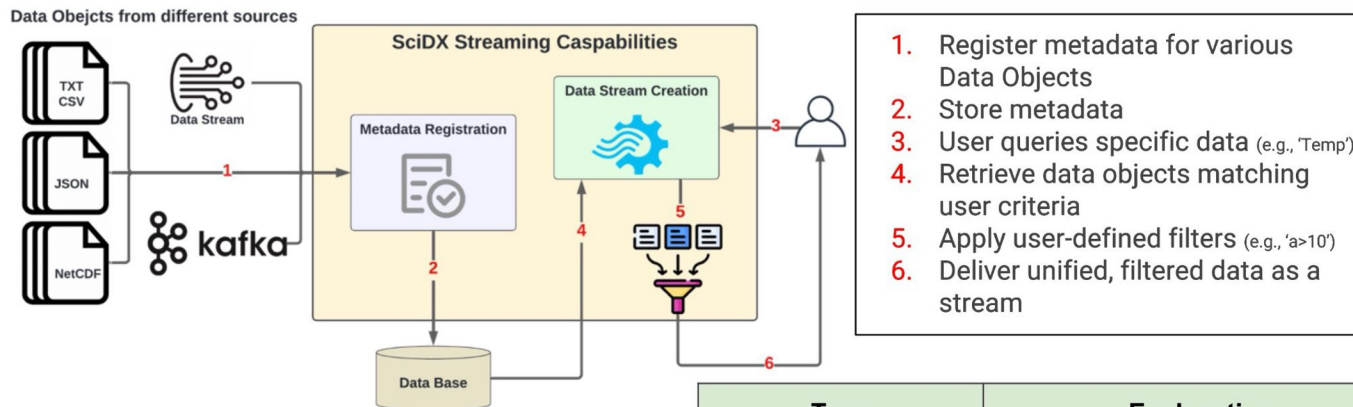 Data Obejcts from different sources
TXT
CSV
JSON
NetCDF
Data Stream
kafka
1
SciDX Streaming Caspabilities
Metadata Registration
Data Stream Creation
2
3
4
5
6
Data Base
1. Register metadata for various
Data Objects
2. Store metadata
3. User queries specific data (e.g., 'Temp')
4. Retrieve data objects matching
user criteria
5. Apply user-defined filters (e.g., 'a>10')
6. Deliver unified, filtered data as a
stream